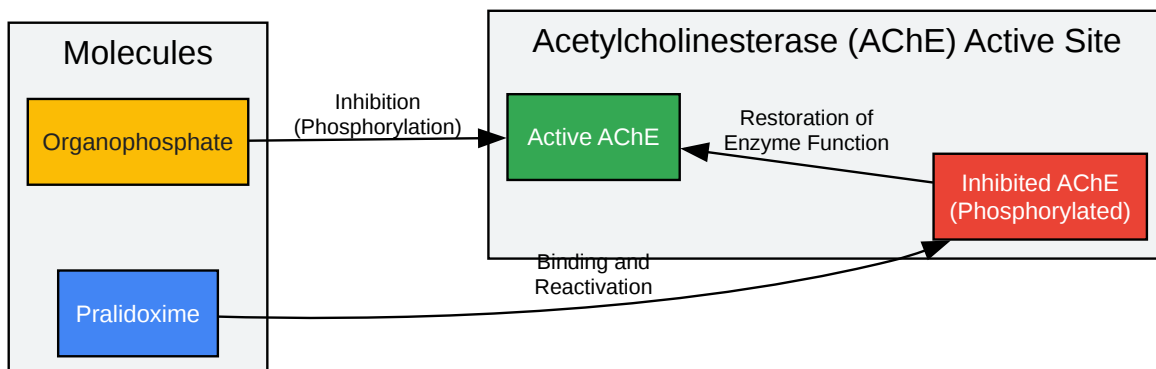 Molecules
Organophosphate
Pralidoxime
Inhibition
(Phosphorylation)
Acetylcholinesterase (AChE) Active Site
Active AChE
Restoration of
Enzyme Function
Inhibited AChE
(Phosphorylated)
Binding and
Reactivation